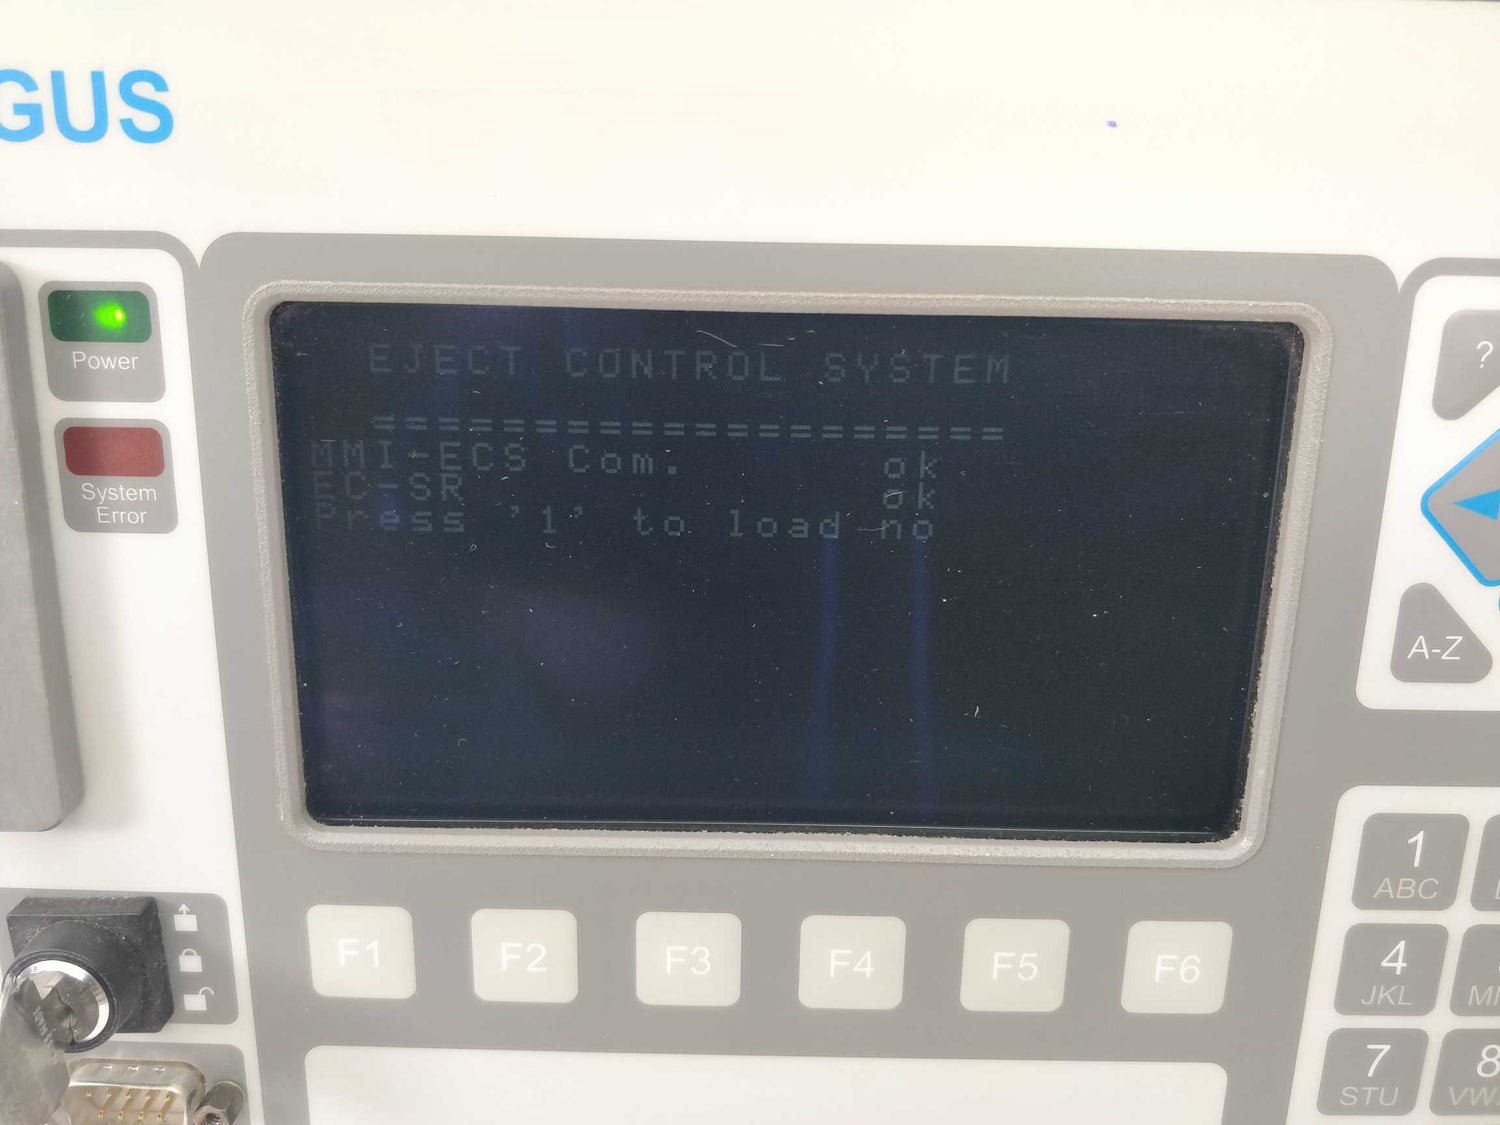 GUS
Power
System
Error
EJECT CONTROL SYSTEM
====================
MMI-ECS Com. ok
EC-SR ok
Press '1' to load no
?
A-Z
F1 F2 F3 F4 F5 F6
1
ABC
4
JKL
7
STU
8